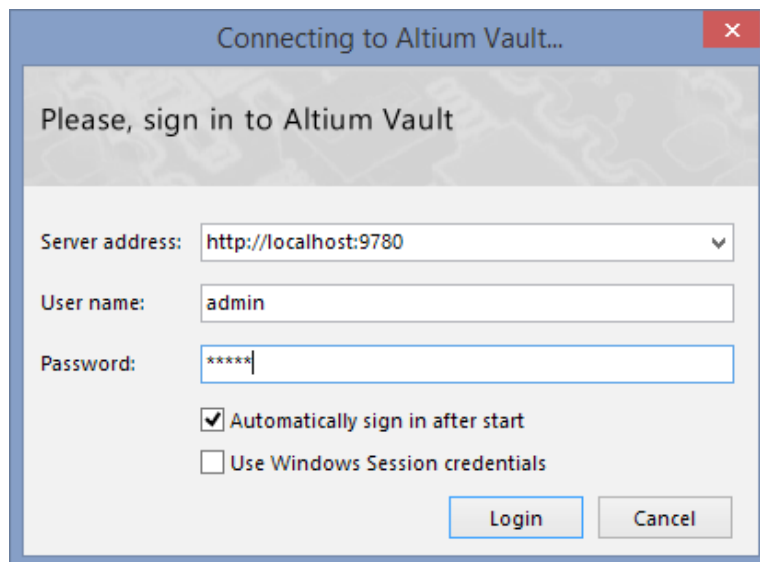 Connecting to Altium Vault...
Please, sign in to Altium Vault
Server address: http://localhost:9780
User name: admin
Password: *****
Automatically sign in after start
Use Windows Session credentials
Login Cancel